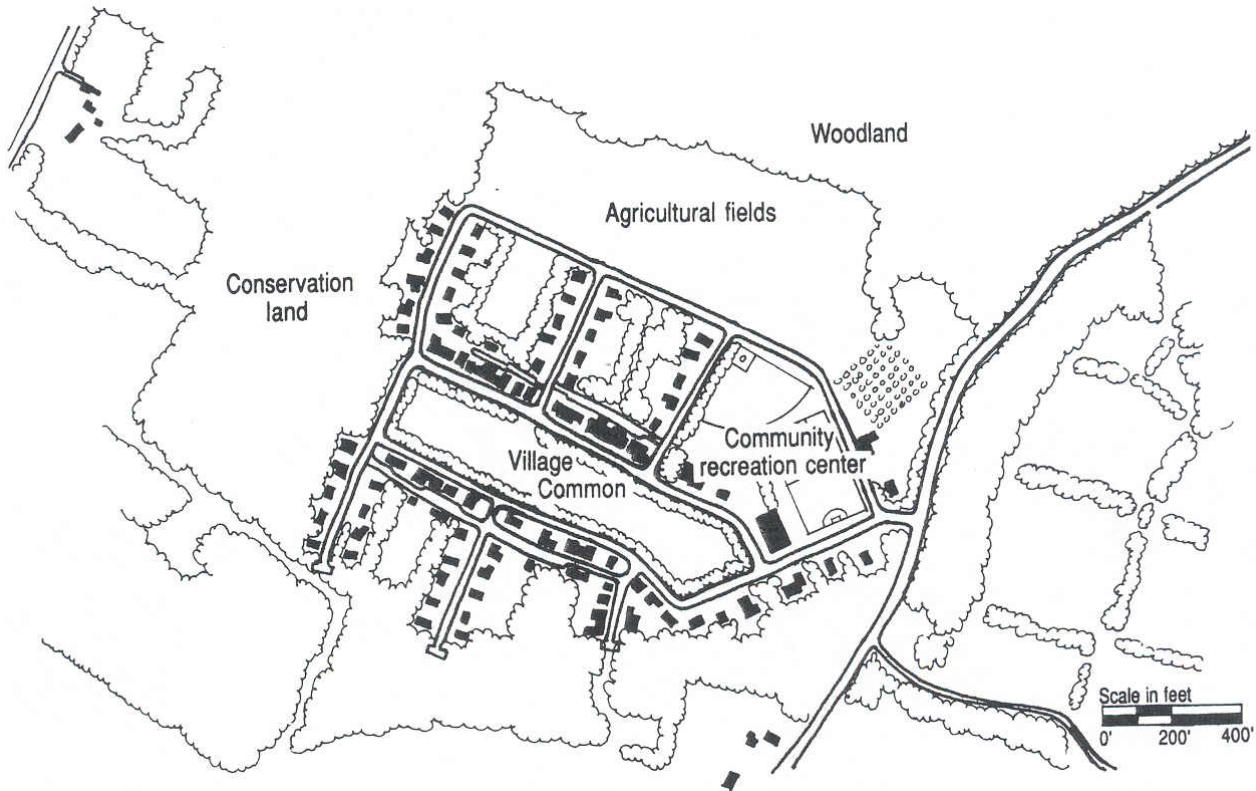 Woodland
Agricultural fields
Conservation
land
Community
recreation center
Village
Common
Scale in feet
0' 200' 400'